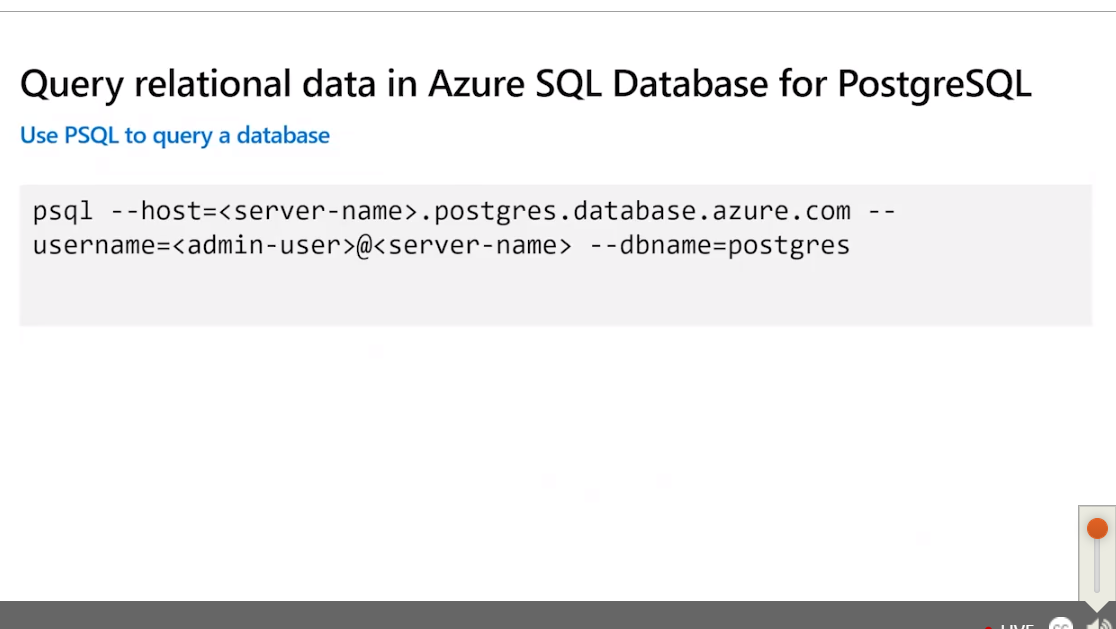 Query relational data in Azure SQL Database for PostgreSQL
Use PSQL to query a database
psql --host=<server-name>.postgres.database.azure.com --
username=<admin-user>@<server-name> --dbname=postgres
LIVE
CC